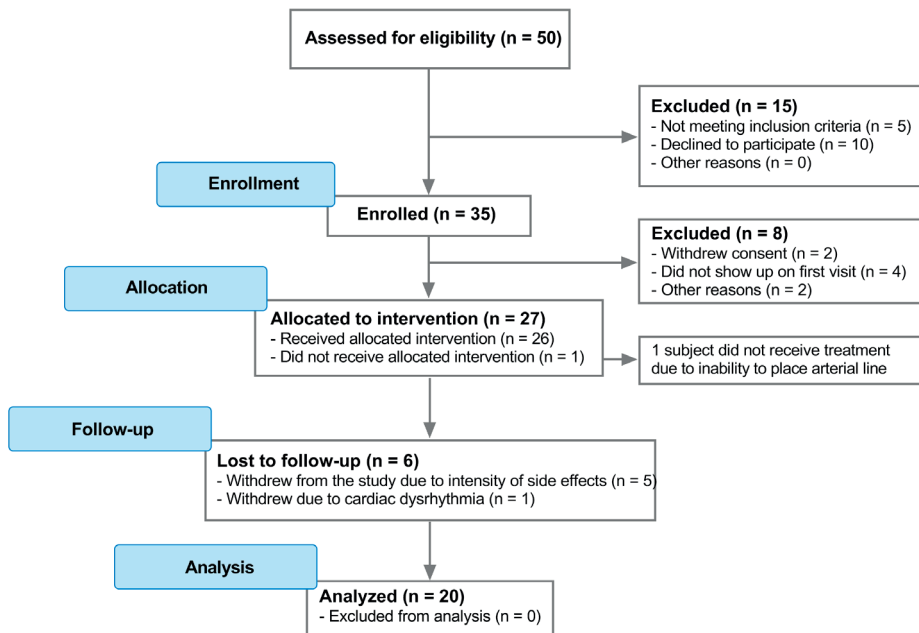 Assessed for eligibility (n = 50)
Excluded (n = 15)
- Not meeting inclusion criteria (n = 5)
- Declined to participate (n = 10)
- Other reasons (n = 0)
Enrollment
Enrolled (n = 35)
Excluded (n = 8)
- Withdrew consent (n = 2)
- Did not show up on first visit (n = 4)
- Other reasons (n = 2)
Allocation
Allocated to intervention (n = 27)
- Received allocated intervention (n = 26)
- Did not receive allocated intervention (n = 1)
1 subject did not receive treatment
due to inability to place arterial line
Follow-up
Lost to follow-up (n = 6)
- Withdrew from the study due to intensity of side effects (n = 5)
- Withdrew due to cardiac dysrhythmia (n = 1)
Analysis
Analyzed (n = 20)
- Excluded from analysis (n = 0)